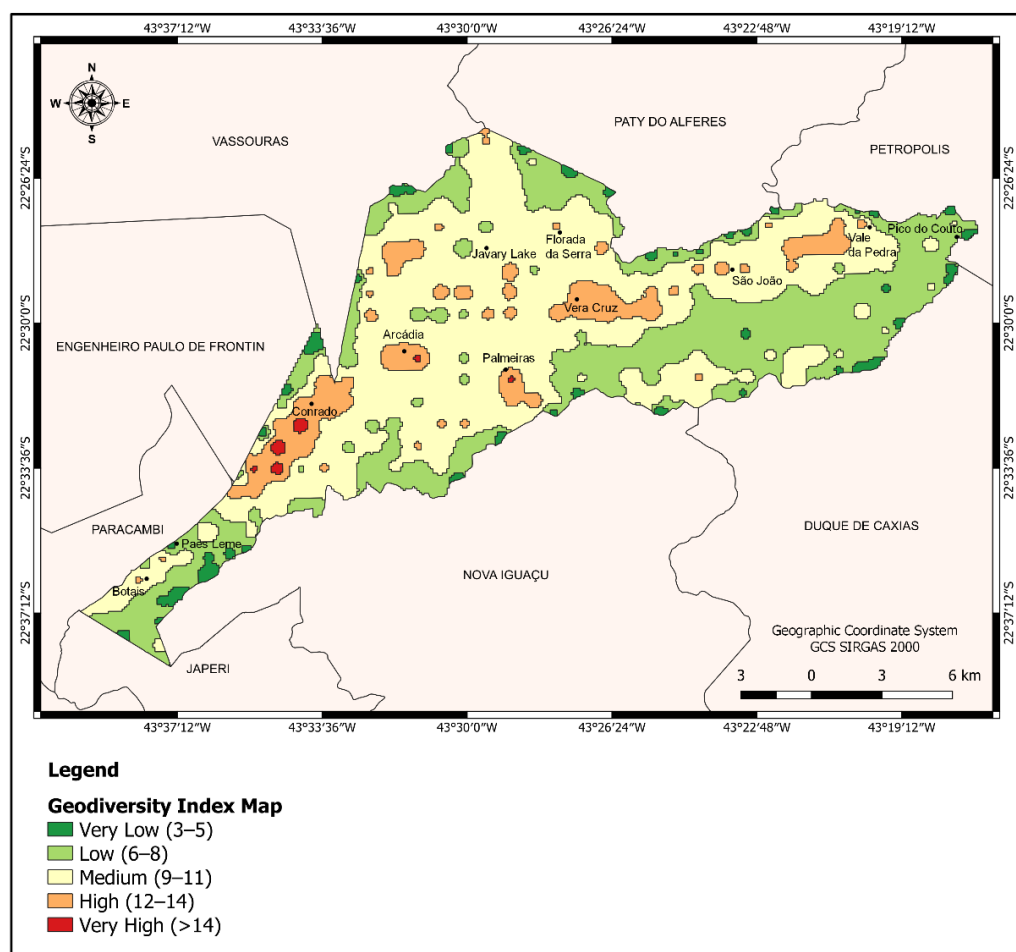 43°37'12"W 43°33'36"W 43°30'0"W 43°26'24"W 43°22'48"W 43°19'12"W
N
W E
S
22°26'24"S
22°30'0"S
22°33'36"S
22°37'12"S
22°26'24"S
22°30'0"S
22°33'36"S
22°37'12"S
VASSOURAS
PATY DO ALFERES
PETROPOLIS
ENGENHEIRO PAULO DE FRONTIN
PARACAMBI
JAPERI
NOVA IGUAÇU
DUQUE DE CAXIAS
Pico do Couto
Vale
da Pedra
Florada
da Serra
Javary Lake
São João
Vera Cruz
Arcádia
Palmeiras
Conrado
Paes Leme
Botais
Geographic Coordinate System
GCS SIRGAS 2000
3 0 3 6 km
43°37'12"W 43°33'36"W 43°30'0"W 43°26'24"W 43°22'48"W 43°19'12"W
Legend
Geodiversity Index Map
Very Low (3–5)
Low (6–8)
Medium (9–11)
High (12–14)
Very High (>14)